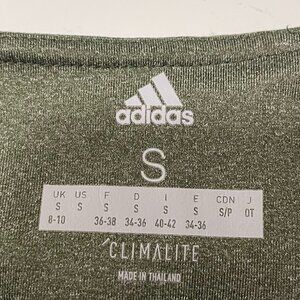 adidas
S
UK US F D I E CDN J
S S S S S S S/P OT
8-10 36-38 34-36 40-42 34-36
CLIMALITE
MADE IN THAILAND